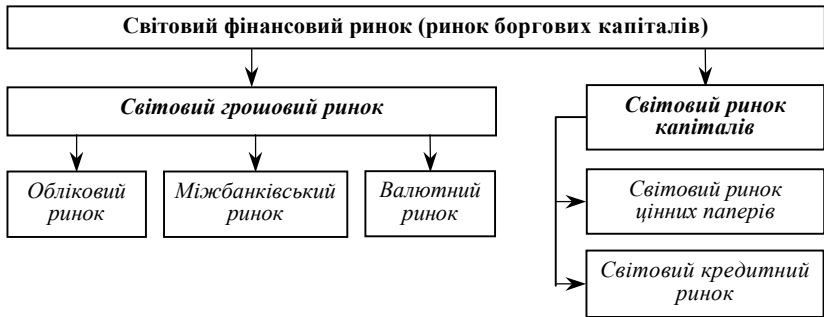 Світовий фінансовий ринок (ринок боргових капіталів)
Світовий грошовий ринок
Обліковий
ринок
Міжбанківський
ринок
Валютний
ринок
Світовий ринок
капіталів
Світовий ринок
цінних паперів
Світовий кредитний
ринок